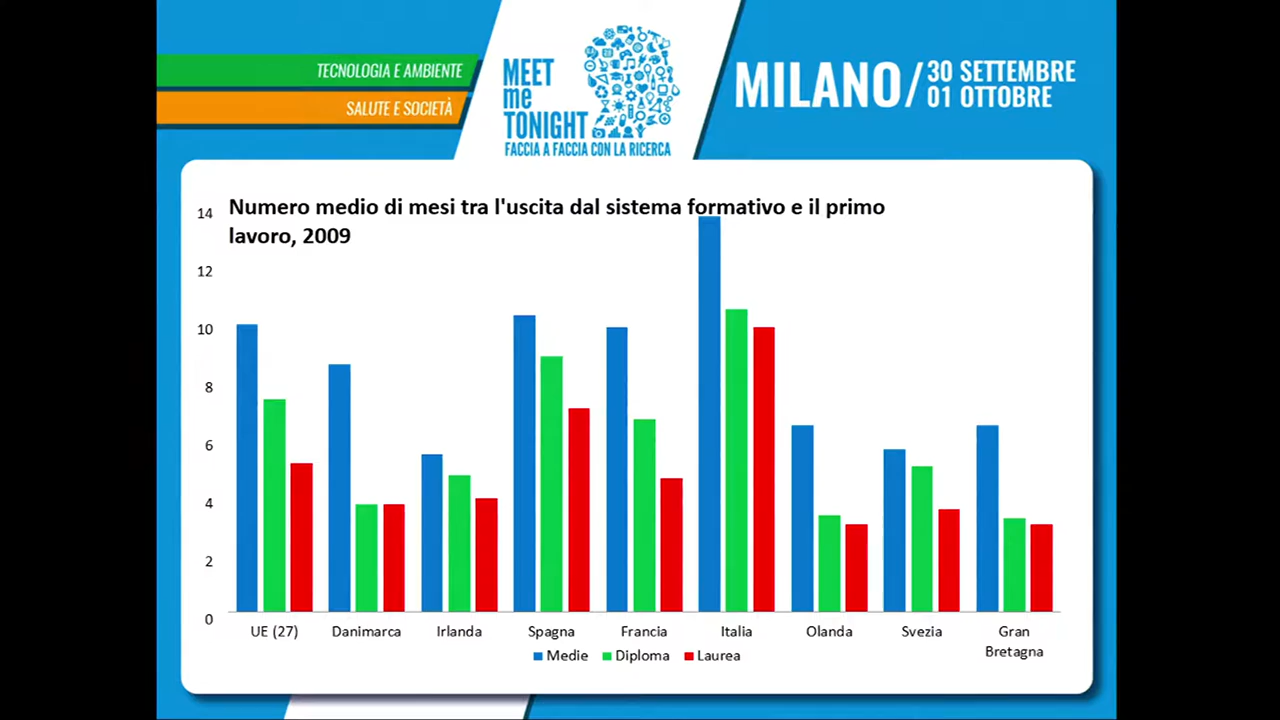 TECNOLOGIA E AMBIENTE
SALUTE E SOCIETÀ
MEET
me
TONIGHT
FACCIA A FACCIA CON LA RICERCA
MILANO/
30 SETTEMBRE
01 OTTOBRE
Numero medio di mesi tra l'uscita dal sistema formativo e il primo
lavoro, 2009
14
12
10
8
6
4
2
0
UE (27) Danimarca Irlanda Spagna Francia Italia Olanda Svezia Gran
Bretagna
Medie Diploma Laurea